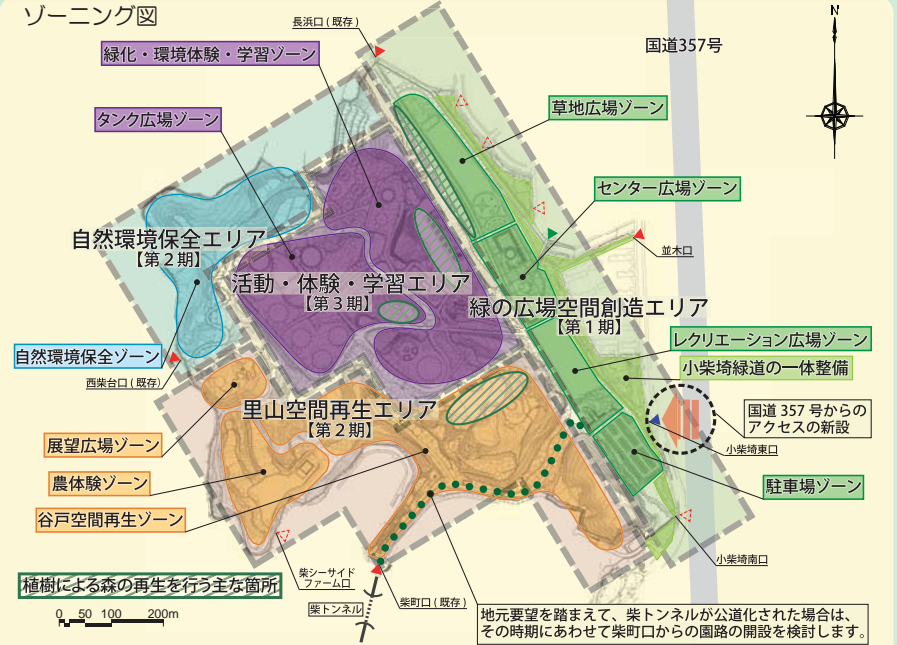 ゾーニング図
長浜口(既存)
国道357号
N
緑化・環境体験・学習ゾーン
タンク広場ゾーン
草地広場ゾーン
センター広場ゾーン
並木口
自然環境保全エリア
【第2期】
活動・体験・学習エリア
【第3期】
緑の広場空間創造エリア
【第1期】
レクリエーション広場ゾーン
自然環境保全ゾーン
小柴埼緑道の一体整備
西柴台口(既存)
里山空間再生エリア
【第2期】
国道357号からの
アクセスの新設
小柴埼東口
展望広場ゾーン
農体験ゾーン
駐車場ゾーン
谷戸空間再生ゾーン
小柴埼南口
植樹による森の再生を行う主な箇所
柴シーサイド
ファーム口
0 50 100 200m
柴トンネル
柴町口(既存)
地元要望を踏まえて、柴トンネルが公道化された場合は、
その時期にあわせて柴町口からの園路の開設を検討します。